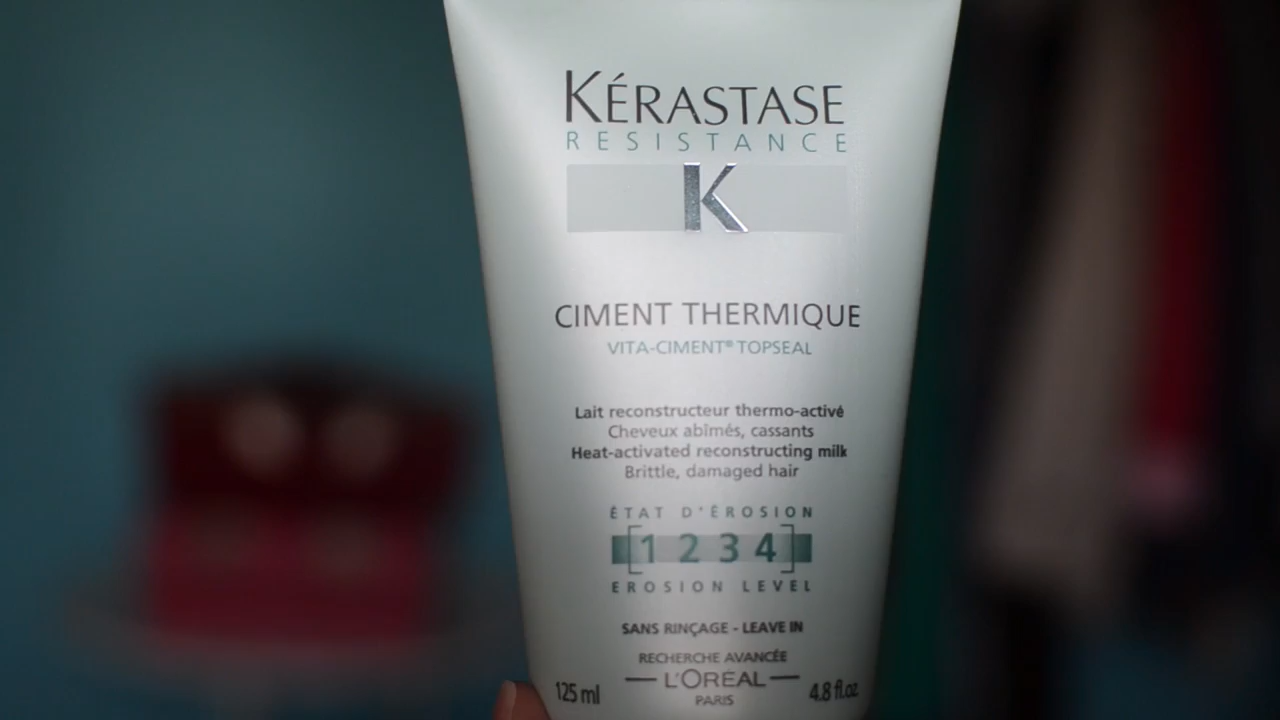 KÉRASTASE
RESISTANCE
K
CIMENT THERMIQUE
VITA-CIMENT® TOPSEAL
Lait reconstructeur thermo-activé
Cheveux abîmés, cassants
Heat-activated reconstructing milk
Brittle, damaged hair
ÉTAT D'ÉROSION
[1 2 3 4]
EROSION LEVEL
SANS RINÇAGE - LEAVE IN
RECHERCHE AVANCÉE
L'ORÉAL
PARIS
125 ml 4.8 fl.oz